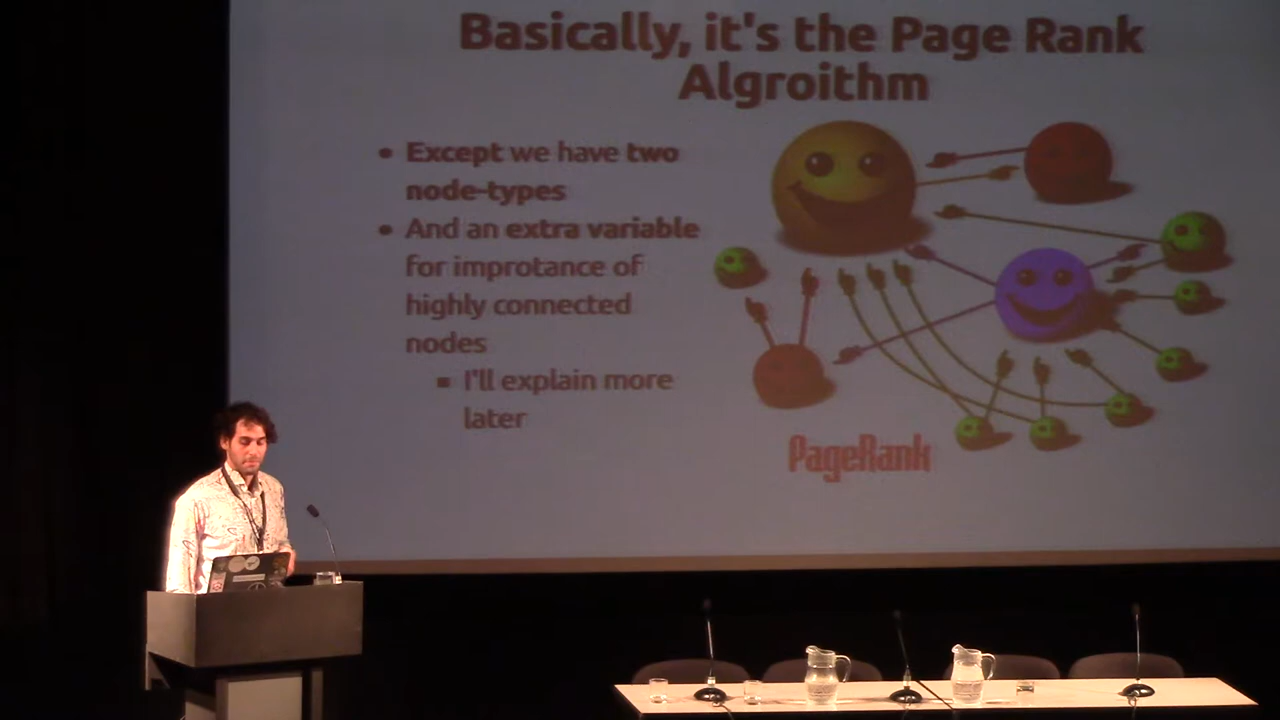 Basically, it's the Page Rank
Algroithm
• Except we have two
node-types
• And an extra variable
for improtance of
highly connected
nodes
▪ I'll explain more
later
PageRank